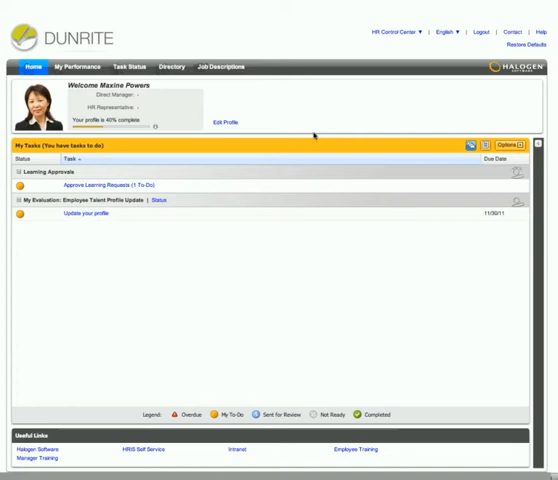 DUNRITE
HR Control Center ▼ | English ▼ | Logout | Contact | Help
Restore Defaults
Home My Performance Task Status Directory Job Descriptions HALOGEN SOFTWARE
Welcome Maxine Powers
Direct Manager: -
HR Representative: -
Your profile is 40% complete
Edit Profile
My Tasks (You have tasks to do) Options
Status Task Due Date
Learning Approvals
Approve Learning Requests (1 To-Do)
My Evaluation: Employee Talent Profile Update | Status
Update your profile 11/30/11
Legend: Overdue My To-Do Sent for Review Not Ready Completed
Useful Links
Halogen Software HRIS Self Service Intranet Employee Training
Manager Training